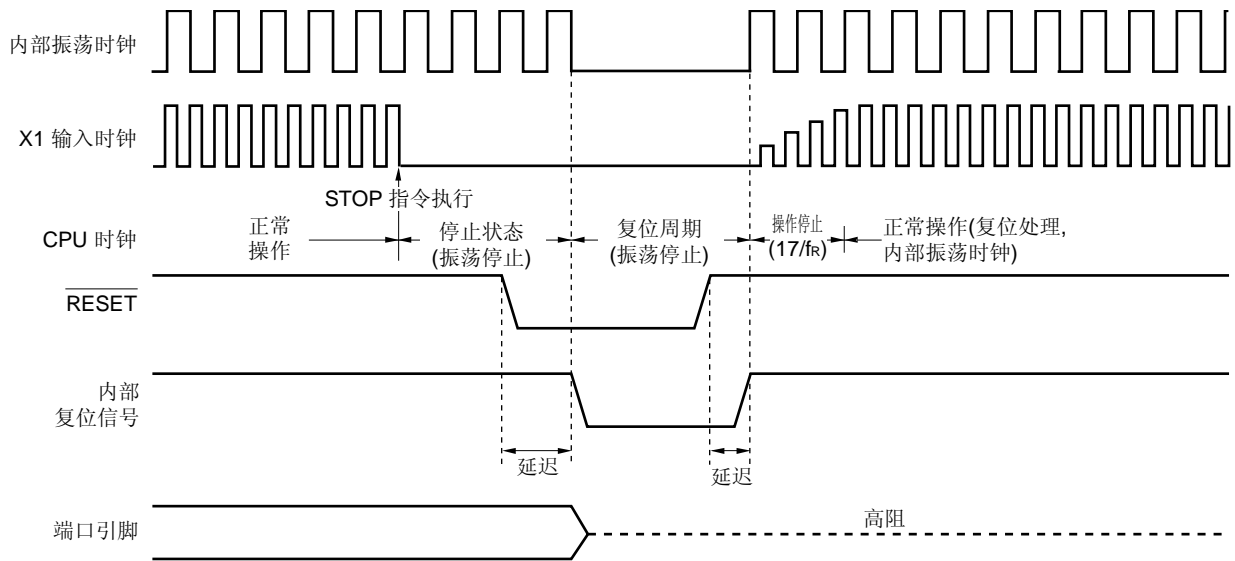 内部振荡时钟
X1 输入时钟
STOP 指令执行
CPU 时钟
正常
操作
停止状态
(振荡停止)
复位周期
(振荡停止)
操作停止
(17/fR)
正常操作(复位处理,
内部振荡时钟)
RESET
内部
复位信号
延迟
延迟
端口引脚
高阻